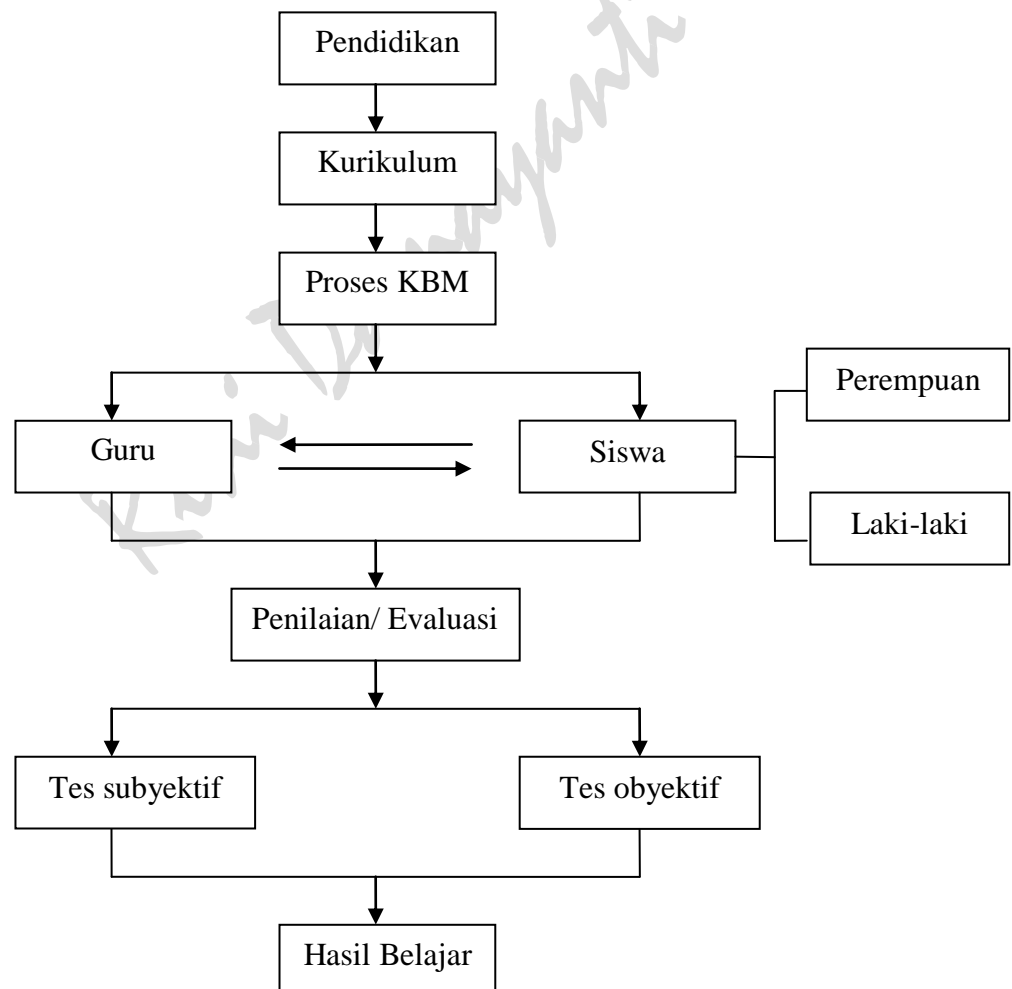 Pendidikan
Kurikulum
Proses KBM
Perempuan
Guru
Siswa
Laki-laki
Penilaian/ Evaluasi
Tes subyektif
Tes obyektif
Hasil Belajar